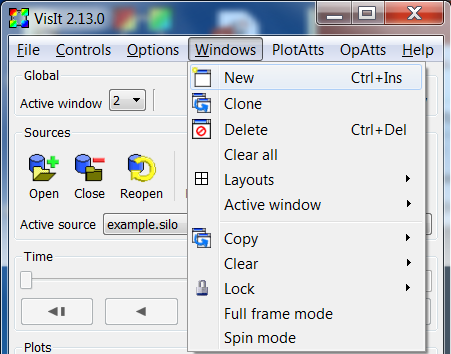 VisIt 2.13.0
File Controls Options Windows PlotAtts OpAtts Help
Global
Active window 2
Sources
Open Close Reopen
Active source example.silo
Time
Plots
New Ctrl+Ins
Clone
Delete Ctrl+Del
Clear all
Layouts
Active window
Copy
Clear
Lock
Full frame mode
Spin mode